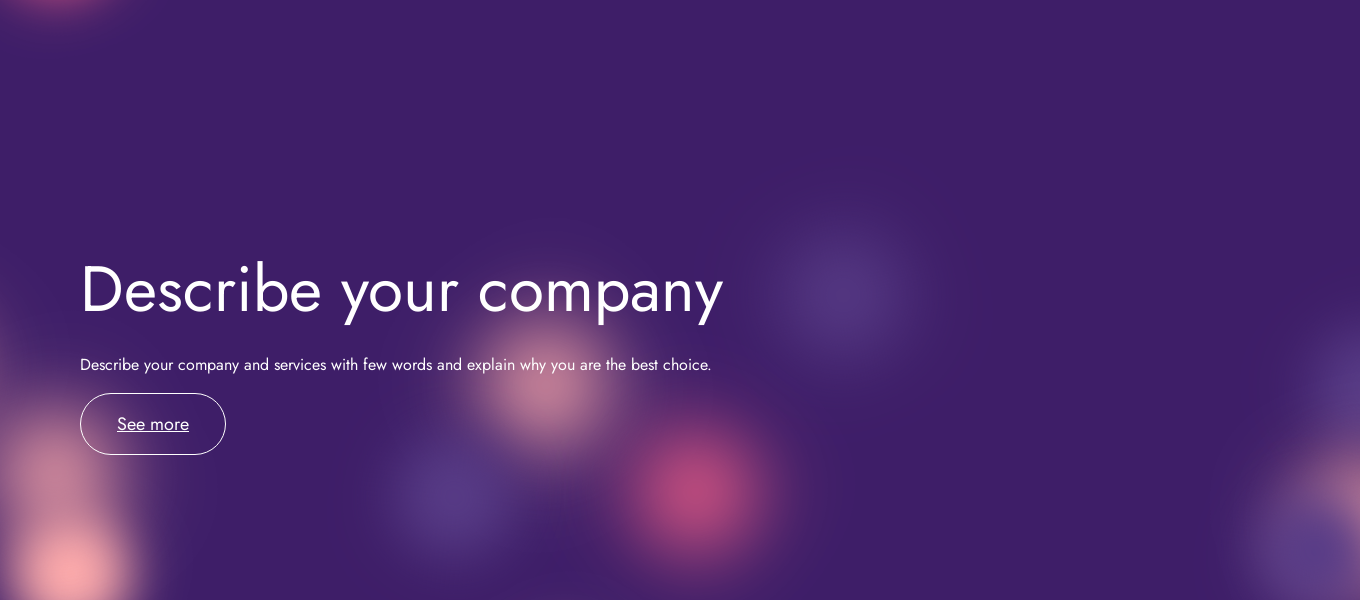 Describe your company
Describe your company and services with few words and explain why you are the best choice.
See more